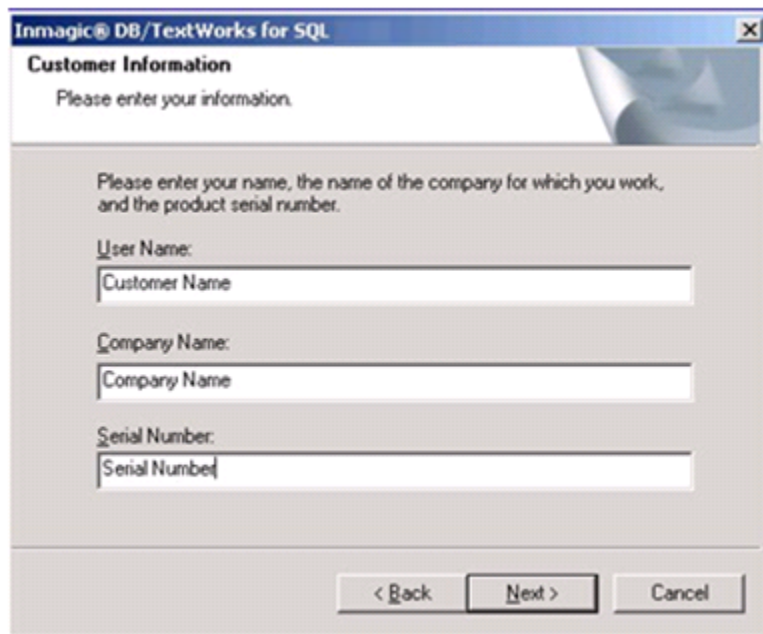 Inmagic® DB/TextWorks for SQL
Customer Information
Please enter your information.
Please enter your name, the name of the company for which you work,
and the product serial number.
User Name:
Customer Name
Company Name:
Company Name
Serial Number:
Serial Number
< Back Next > Cancel